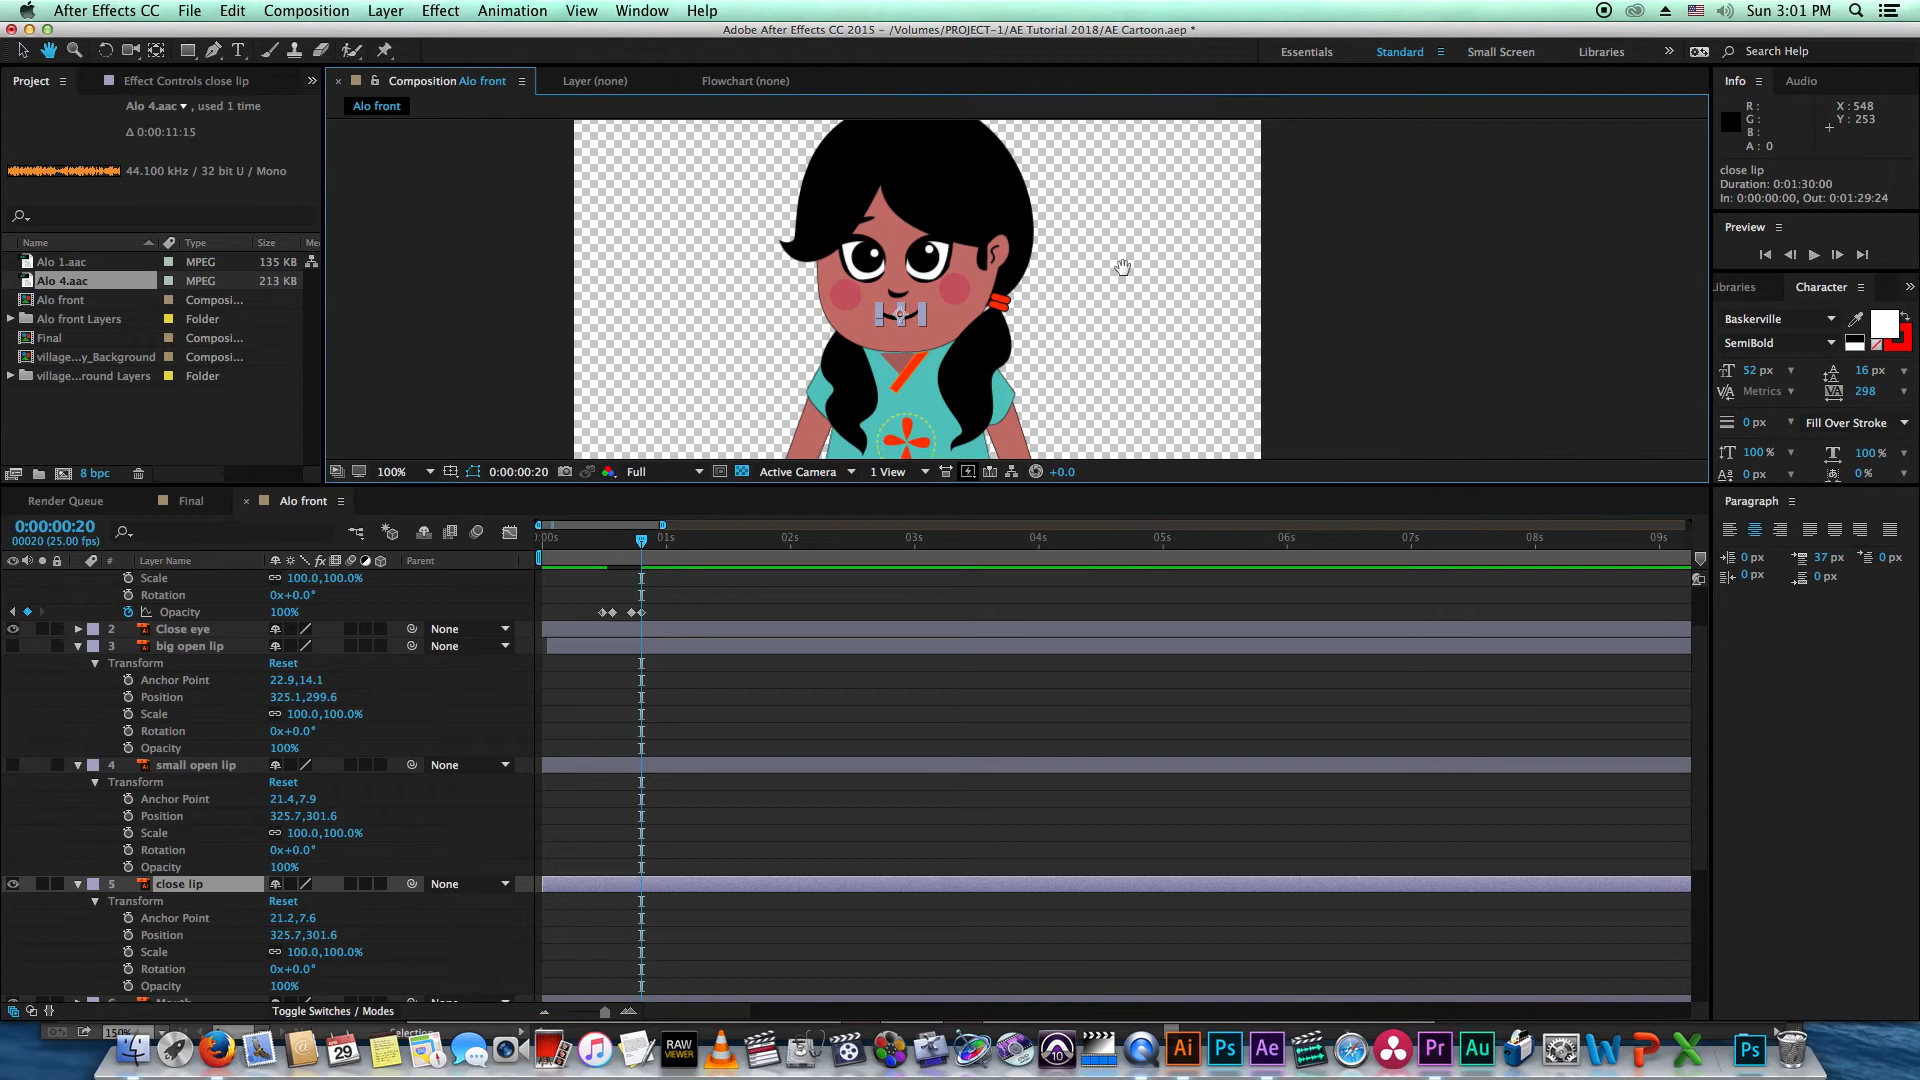 After Effects CC File Edit Composition Layer Effect Animation View Window Help Sun 3:01 PM
Adobe After Effects CC 2015 - /Volumes/PROJECT-1/AE Tutorial 2018/AE Cartoon.aep *
Essentials Standard Small Screen Libraries Search Help
Project Effect Controls close lip Composition Alo front Layer (none) Flowchart (none) Info Audio
Alo 4.aac , used 1 time Alo front R : X : 548
Δ 0:00:11:15 G : Y : 253
B :
A : 0
44.100 kHz / 32 bit U / Mono close lip
Duration: 0:01:30:00
In: 0:00:00:00, Out: 0:01:29:24
Preview
Name Type Size
Alo 1.aac MPEG 135 KB
Alo 4.aac MPEG 213 KB
Alo front Composi...
Alo front Layers Folder
Final Composi...
village...y_Background Composi...
village...round Layers Folder
Libraries Character
Baskerville
SemiBold
52 px 16 px
Metrics 298
0 px Fill Over Stroke
100 % 100 %
0 px 0 %
8 bpc 100% 0:00:00:20 Full Active Camera 1 View +0.0
Render Queue Final Alo front Paragraph
0:00:00:20
00020 (25.00 fps)
:00s 01s 02s 03s 04s 05s 06s 07s 08s 09s
0 px 37 px 0 px
0 px 0 px
# Layer Name Parent
Scale 100.0,100.0%
Rotation 0x+0.0°
Opacity 100%
2 Close eye None
3 big open lip None
Transform Reset
Anchor Point 22.9,14.1
Position 325.1,299.6
Scale 100.0,100.0%
Rotation 0x+0.0°
Opacity 100%
4 small open lip None
Transform Reset
Anchor Point 21.4,7.9
Position 325.7,301.6
Scale 100.0,100.0%
Rotation 0x+0.0°
Opacity 100%
5 close lip None
Transform Reset
Anchor Point 21.2,7.6
Position 325.7,301.6
Scale 100.0,100.0%
Rotation 0x+0.0°
Opacity 100%
Toggle Switches / Modes
150% Selection
29 RAW VIEWER 10 Ai Ps Ae Pr Au Ps